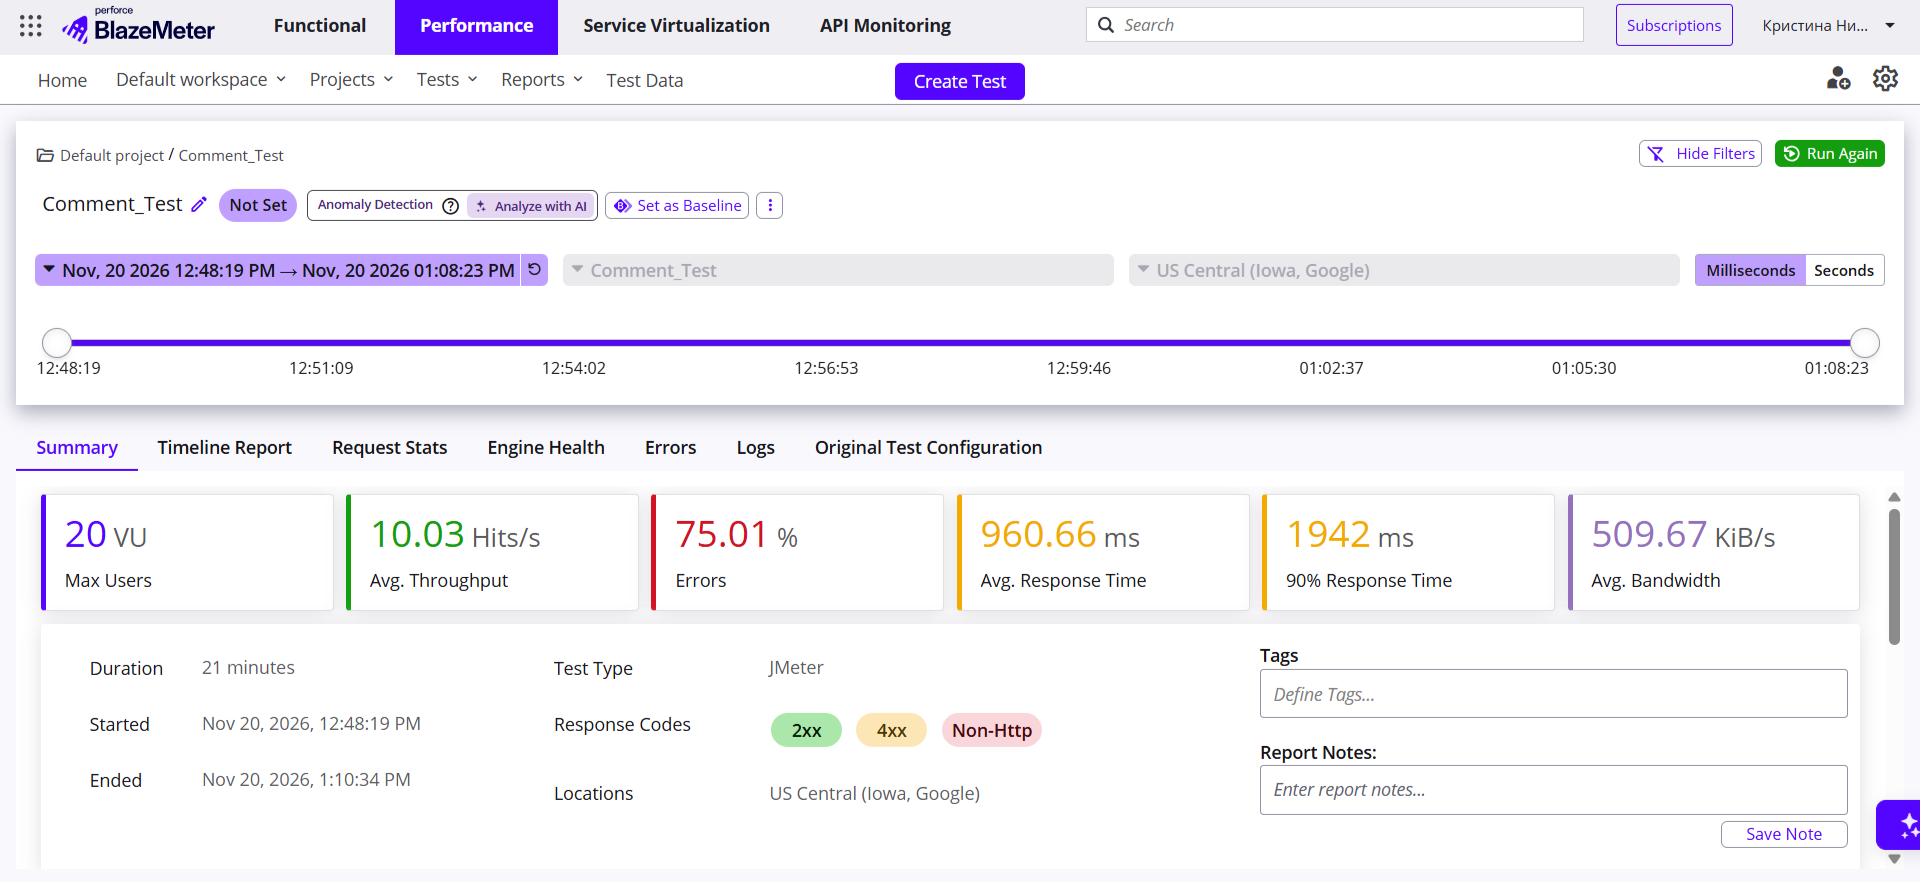 perforce
BlazeMeter
Functional
Performance
Service Virtualization
API Monitoring
Search
Subscriptions
Кристина Ни...
Home
Default workspace
Projects
Tests
Reports
Test Data
Create Test
Default project / Comment_Test
Hide Filters
Run Again
Comment_Test
Not Set
Anomaly Detection
Analyze with AI
Set as Baseline
Nov, 20 2026 12:48:19 PM → Nov, 20 2026 01:08:23 PM
Comment_Test
US Central (Iowa, Google)
Milliseconds
Seconds
12:48:19
12:51:09
12:54:02
12:56:53
12:59:46
01:02:37
01:05:30
01:08:23
Summary
Timeline Report
Request Stats
Engine Health
Errors
Logs
Original Test Configuration
20 VU
Max Users
10.03 Hits/s
Avg. Throughput
75.01 %
Errors
960.66 ms
Avg. Response Time
1942 ms
90% Response Time
509.67 KiB/s
Avg. Bandwidth
Duration 21 minutes
Started Nov 20, 2026, 12:48:19 PM
Ended Nov 20, 2026, 1:10:34 PM
Test Type JMeter
Response Codes 2xx 4xx Non-Http
Locations US Central (Iowa, Google)
Tags
Define Tags...
Report Notes:
Enter report notes...
Save Note